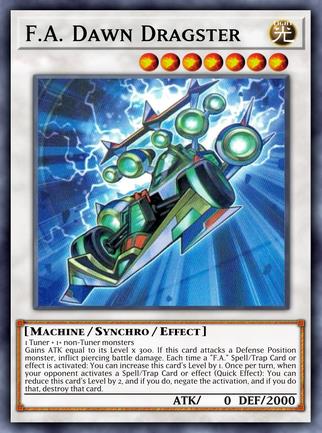 F.A. Dawn Dragster
LIGHT
光
[Machine / Synchro / Effect]
1 Tuner + 1+ non-Tuner monsters
Gains ATK equal to its Level x 300. If this card attacks a Defense Position
monster, inflict piercing battle damage. Each time a "F.A." Spell/Trap Card or
effect is activated: You can increase this card's Level by 1. Once per turn, when
your opponent activates a Spell/Trap Card or effect (Quick Effect): You can
reduce this card's Level by 2, and if you do, negate the activation, and if you do
that, destroy that card.
ATK/ 0 DEF/2000